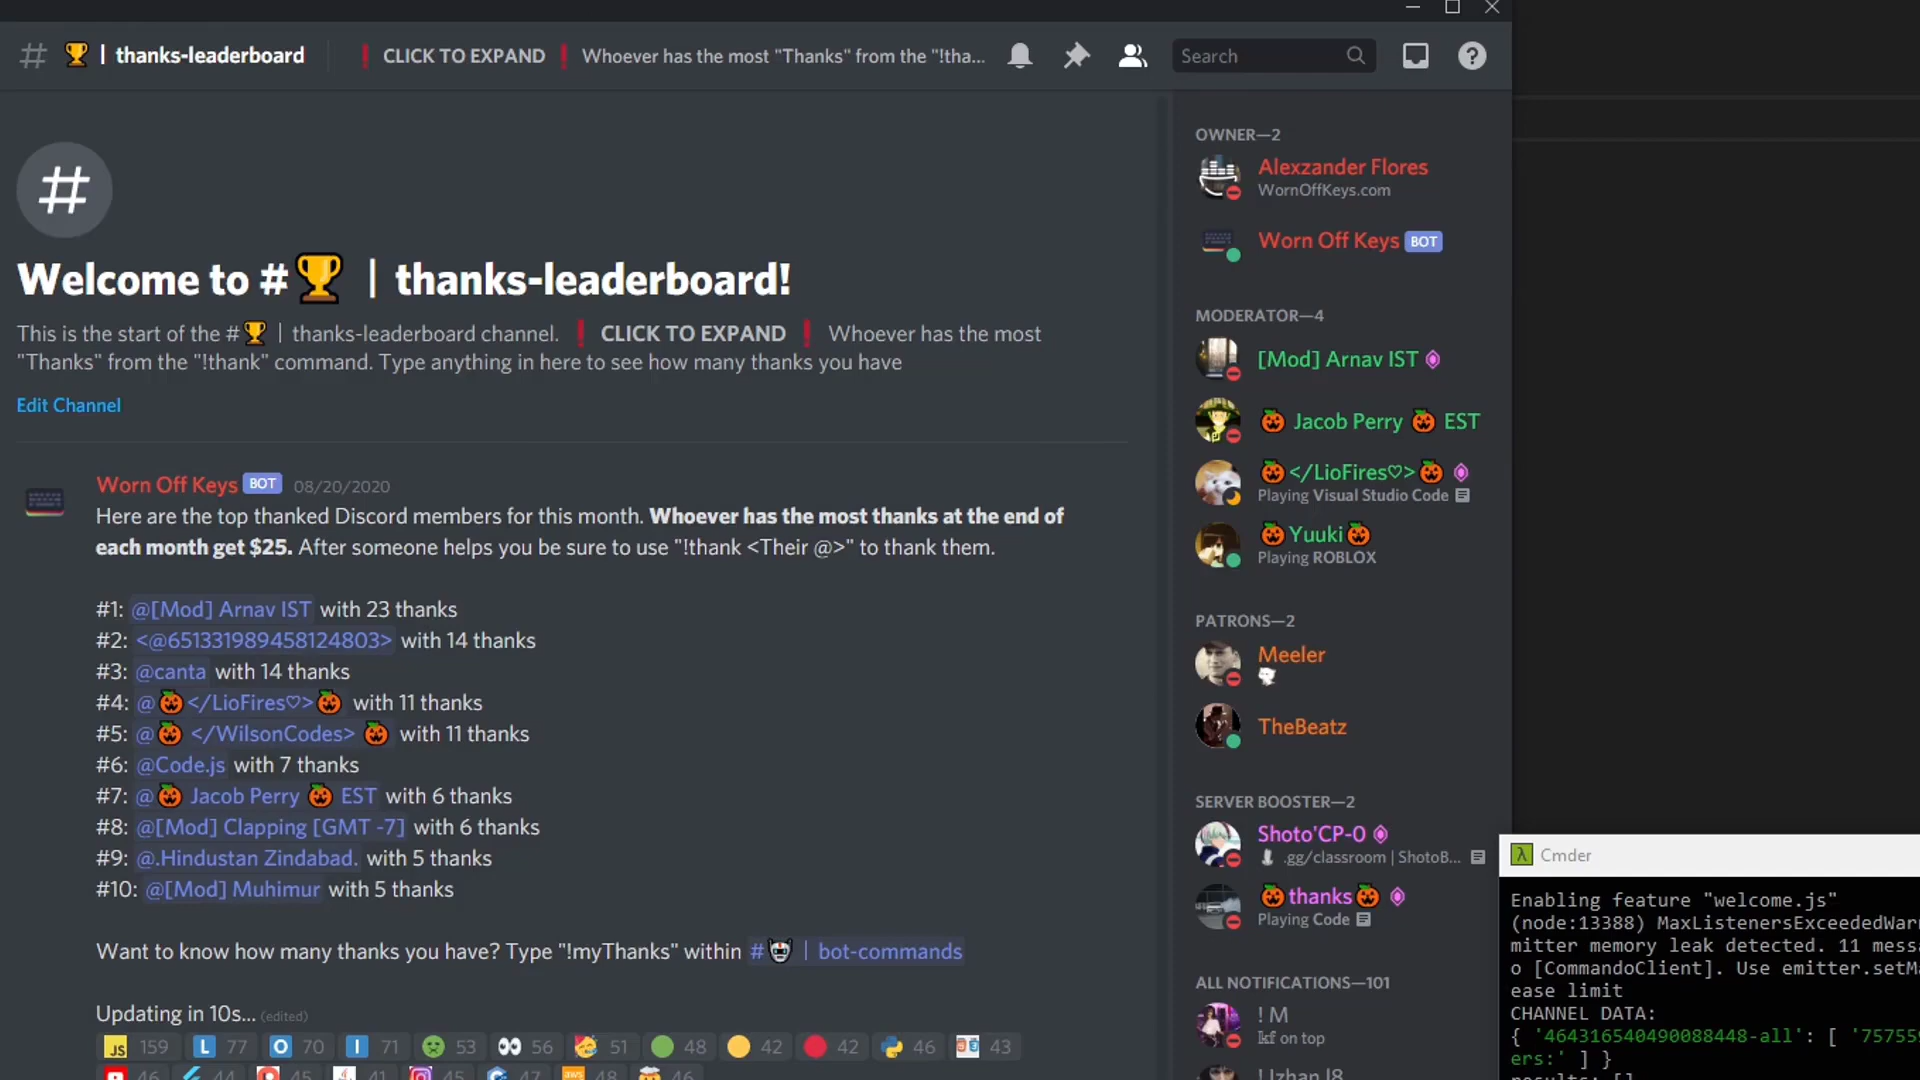 # 🏆 | thanks-leaderboard
❗ CLICK TO EXPAND ❗ Whoever has the most "Thanks" from the "!tha...
Search
Welcome to #🏆 | thanks-leaderboard!
This is the start of the #🏆 | thanks-leaderboard channel. ❗ CLICK TO EXPAND ❗ Whoever has the most
"Thanks" from the "!thank" command. Type anything in here to see how many thanks you have
Edit Channel
Worn Off Keys BOT 08/20/2020
Here are the top thanked Discord members for this month. Whoever has the most thanks at the end of
each month get $25. After someone helps you be sure to use "!thank <Their @>" to thank them.
#1: @[Mod] Arnav IST with 23 thanks
#2: <@651331989458124803> with 14 thanks
#3: @canta with 14 thanks
#4: @🎃</LioFires♡>🎃 with 11 thanks
#5: @🎃 </WilsonCodes> 🎃 with 11 thanks
#6: @Code.js with 7 thanks
#7: @🎃 Jacob Perry 🎃 EST with 6 thanks
#8: @[Mod] Clapping [GMT -7] with 6 thanks
#9: @.Hindustan Zindabad. with 5 thanks
#10: @[Mod] Muhimur with 5 thanks
Want to know how many thanks you have? Type "!myThanks" within #🤖 | bot-commands
Updating in 10s... (edited)
JS 159 L 77 O 70 I 71 53 56 51 48 42 42 46 43
46 44 45 41 45 47 aws 48 46
OWNER—2
Alexzander Flores
WornOffKeys.com
Worn Off Keys BOT
MODERATOR—4
[Mod] Arnav IST
🎃 Jacob Perry 🎃 EST
🎃</LioFires♡>🎃
Playing Visual Studio Code
🎃Yuuki🎃
Playing ROBLOX
PATRONS—2
Meeler
TheBeatz
SERVER BOOSTER—2
Shoto'CP-0
.gg/classroom | ShotoB...
🎃thanks🎃
Playing Code
ALL NOTIFICATIONS—101
! M
on top
λ Cmder
Enabling feature "welcome.js"
(node:13388) MaxListenersExceededWar
mitter memory leak detected. 11 mess
o [CommandoClient]. Use emitter.setM
ease limit
CHANNEL DATA:
{ '464316540490088448-all': [ '75755
ers:' ] }
results: []